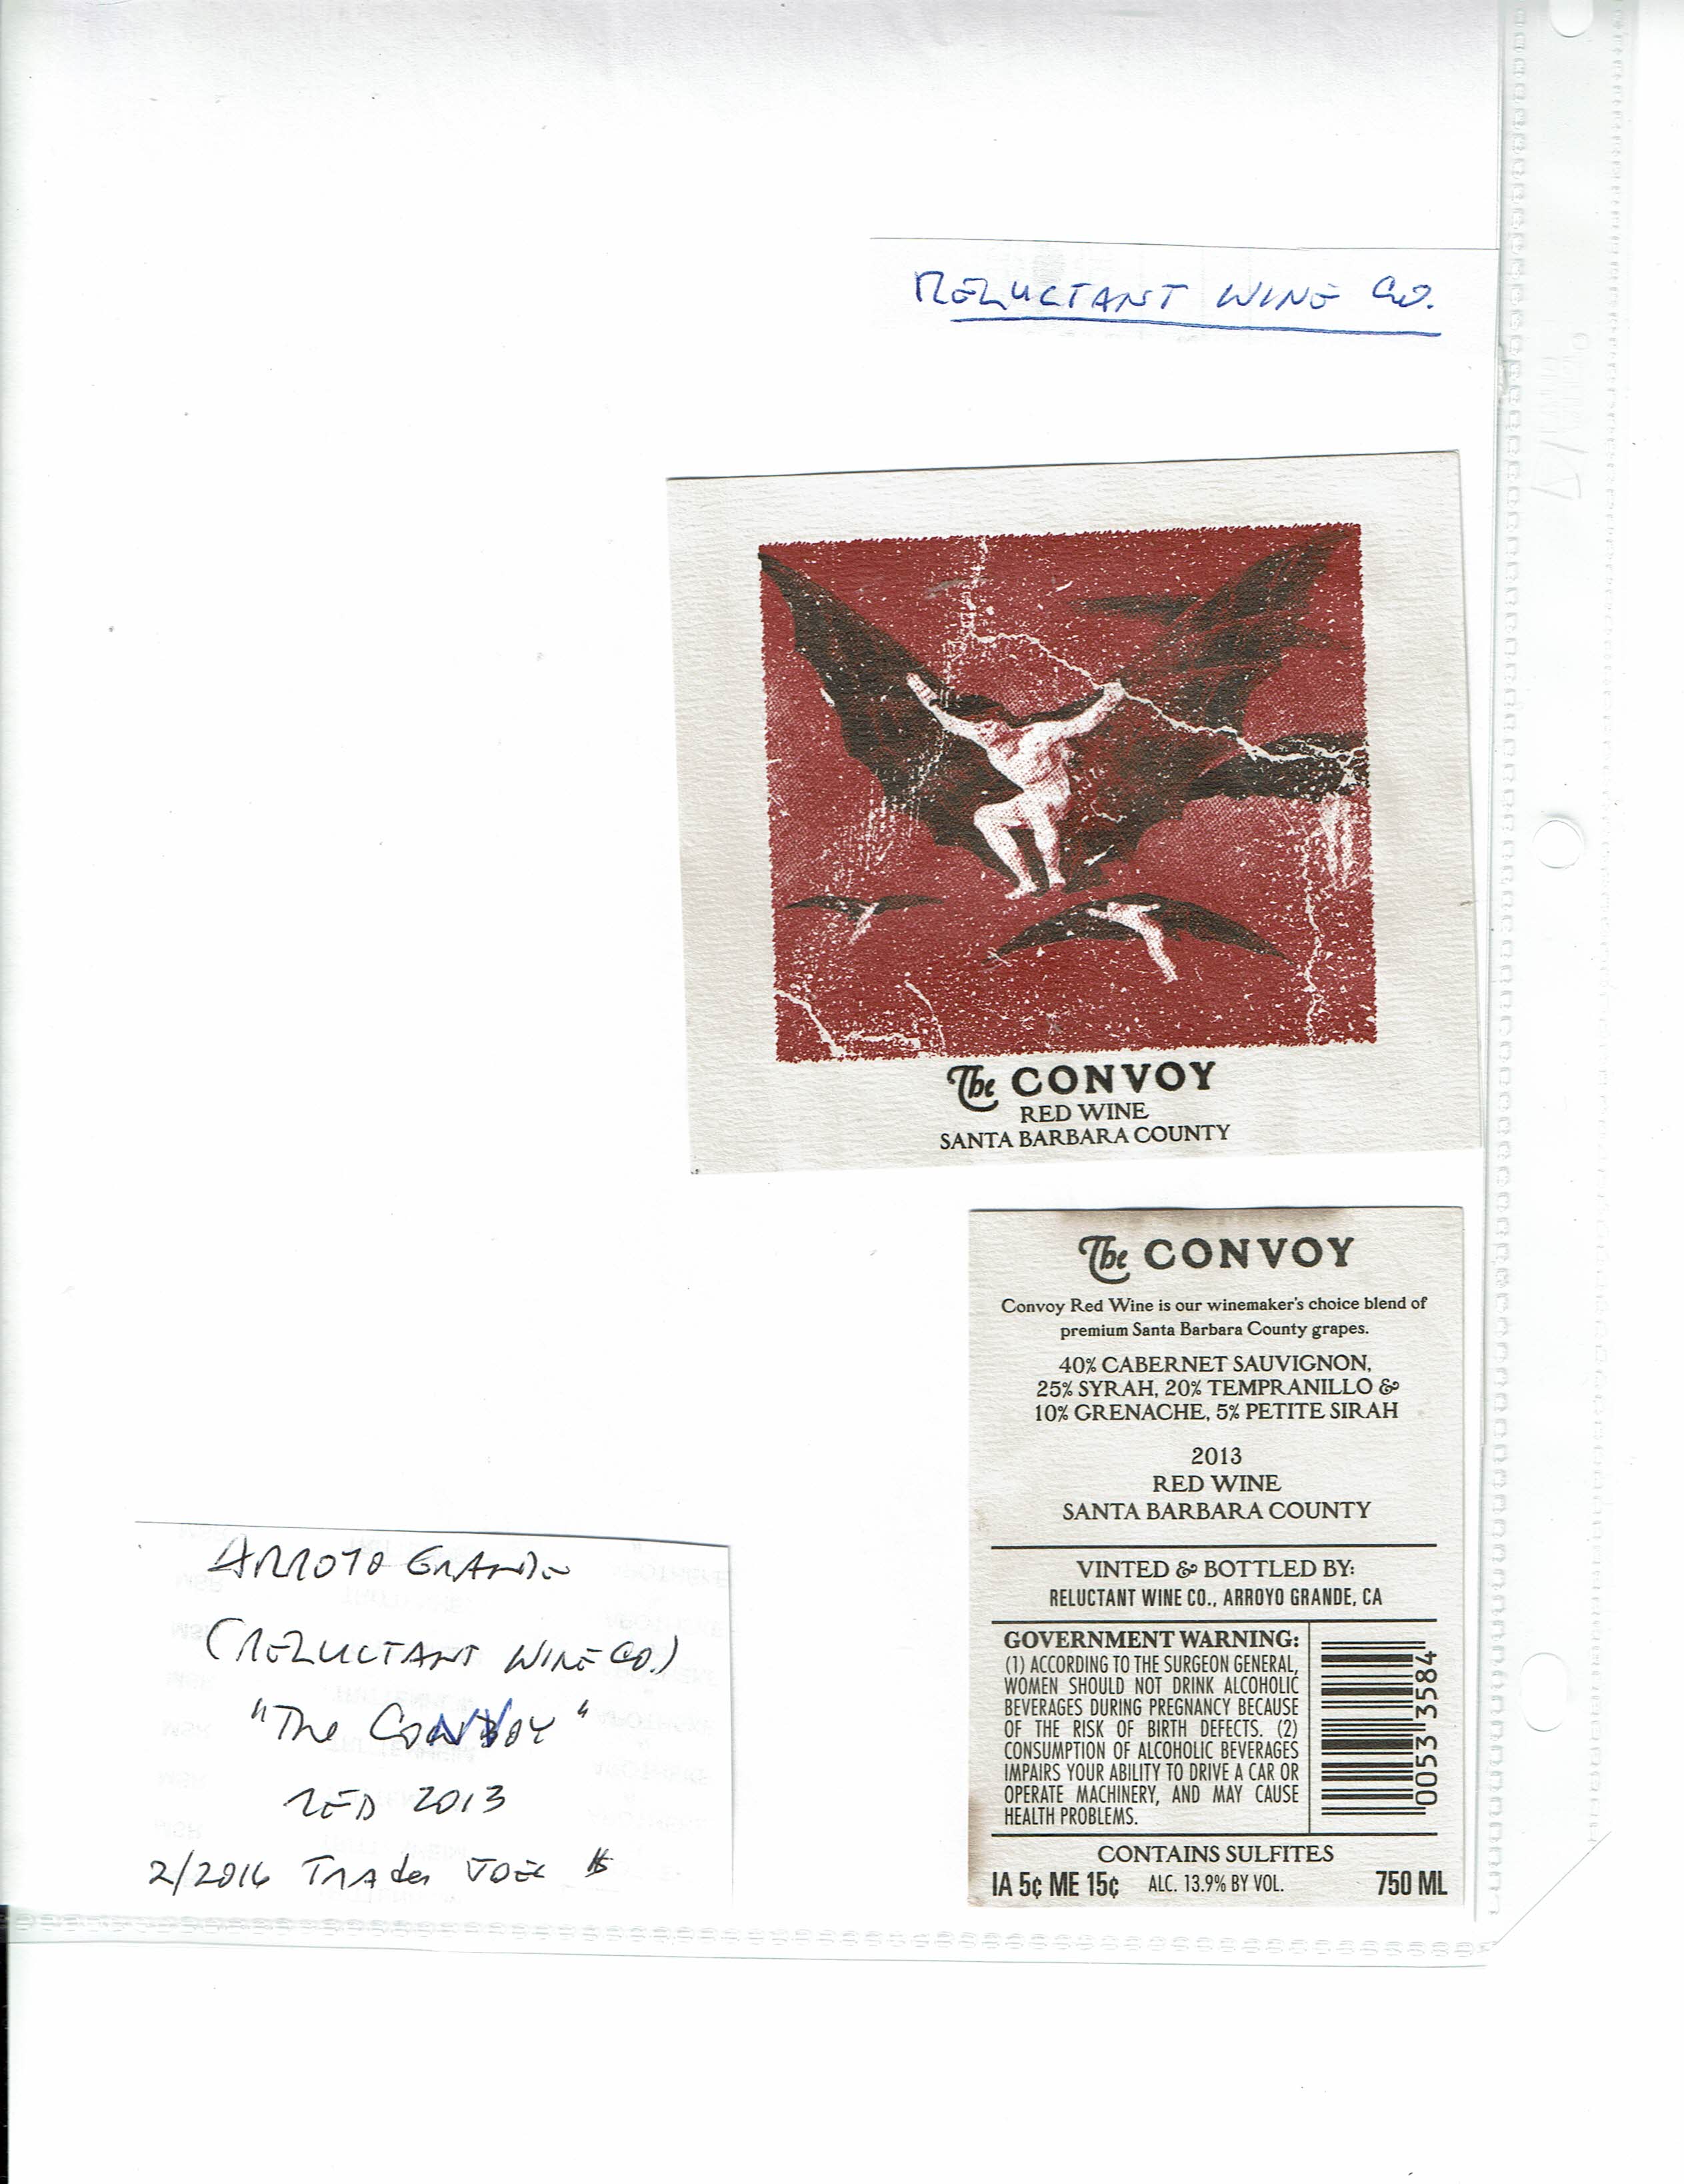 RELUCTANT WINE CO.
The CONVOY
RED WINE
SANTA BARBARA COUNTY
The CONVOY
Convoy Red Wine is our winemaker's choice blend of
premium Santa Barbara County grapes.
40% CABERNET SAUVIGNON,
25% SYRAH, 20% TEMPRANILLO &
10% GRENACHE, 5% PETITE SIRAH
2013
RED WINE
SANTA BARBARA COUNTY
VINTED & BOTTLED BY:
RELUCTANT WINE CO., ARROYO GRANDE, CA
GOVERNMENT WARNING:
(1) ACCORDING TO THE SURGEON GENERAL,
WOMEN SHOULD NOT DRINK ALCOHOLIC
BEVERAGES DURING PREGNANCY BECAUSE
OF THE RISK OF BIRTH DEFECTS. (2)
CONSUMPTION OF ALCOHOLIC BEVERAGES
IMPAIRS YOUR ABILITY TO DRIVE A CAR OR
OPERATE MACHINERY, AND MAY CAUSE
HEALTH PROBLEMS.
0053 3584
CONTAINS SULFITES
IA 5¢ ME 15¢ ALC. 13.9% BY VOL. 750 ML
ARROYO GRANDE
(RELUCTANT WINE CO.)
"The CONVOY"
RED 2013
2/2016 Trader JOE